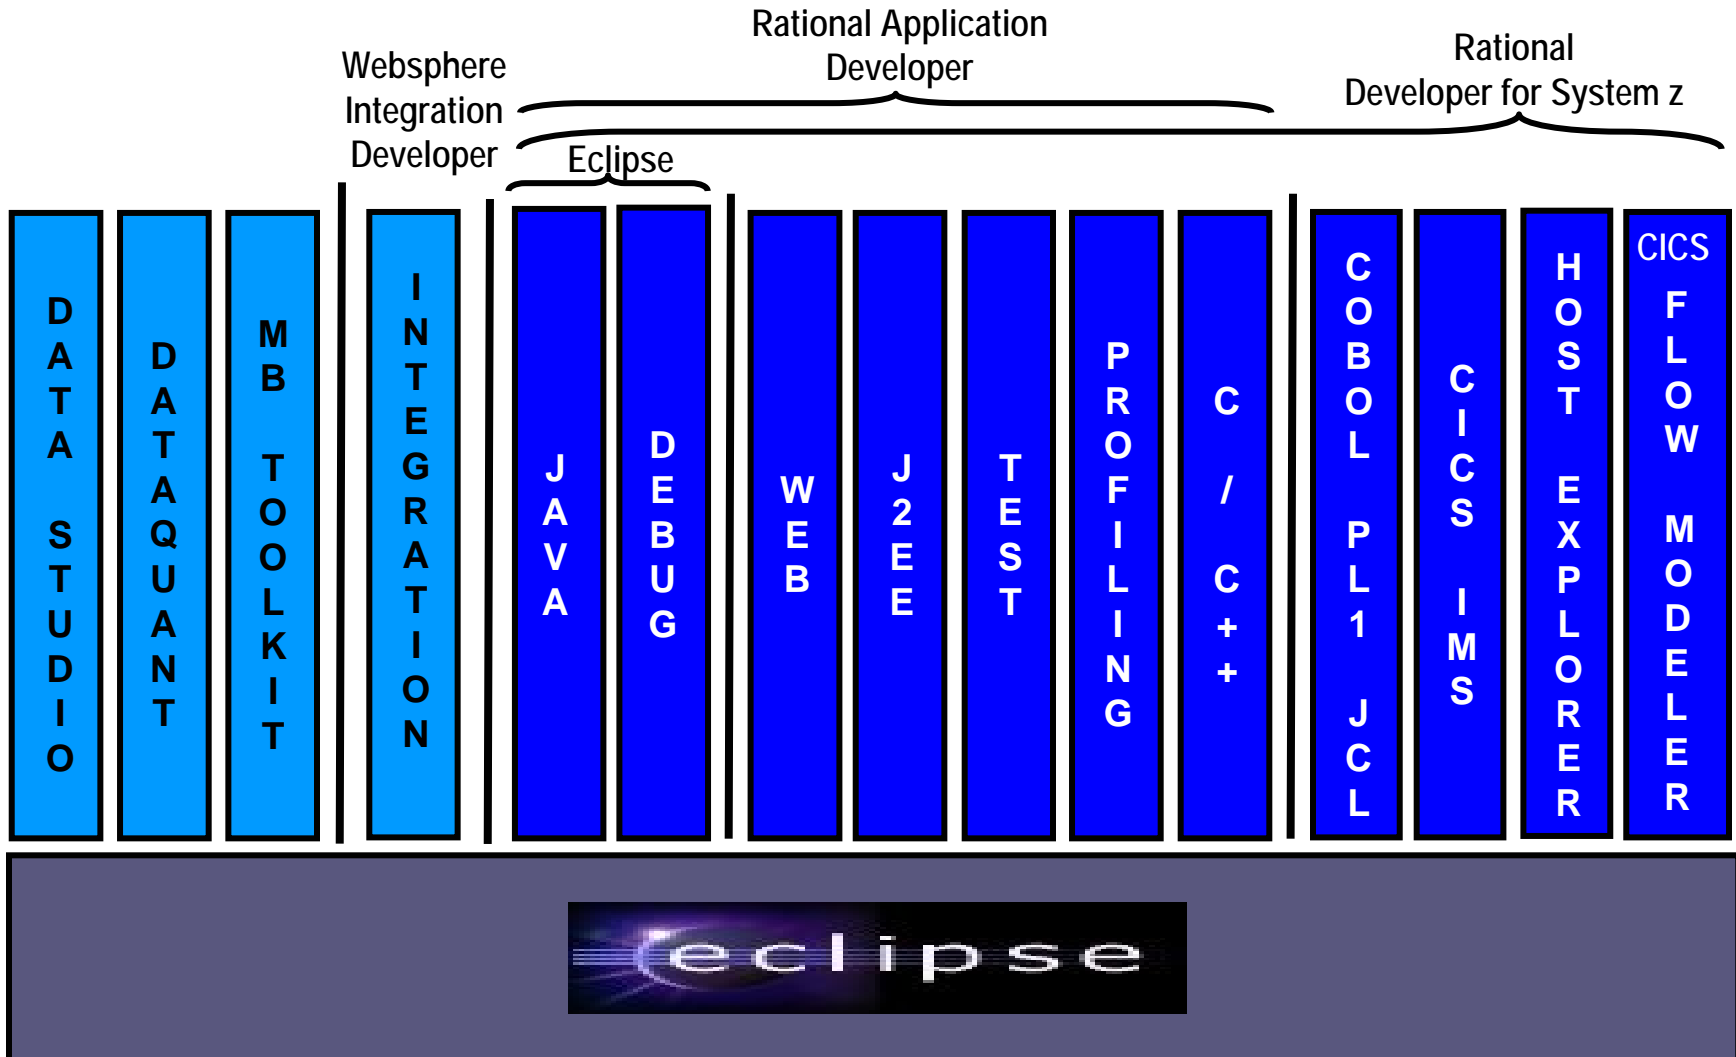 Rational Application
Developer
Rational
Developer for System z
Websphere
Integration
Developer
Eclipse
DATA STUDIO
DATAQUANT
MB TOOLKIT
INTEGRATION
JAVA
DEBUG
WEB
J2EE
TEST
PROFILING
C / C++
COBOL PL1 JCL
CICS IMS
HOST EXPLORER
CICS
FLOW MODELER
eclipse